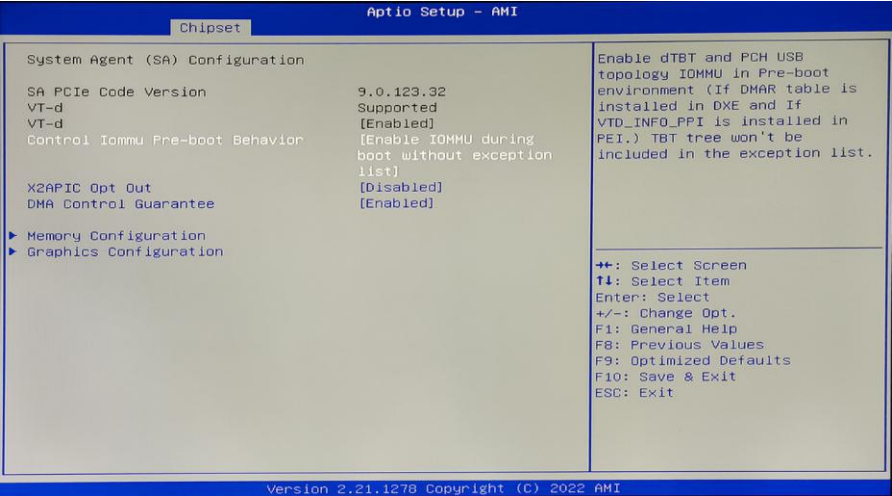 Aptio Setup - AMI
Chipset
System Agent (SA) Configuration
SA PCIe Code Version 9.0.123.32
VT-d Supported
VT-d [Enabled]
Control Iommu Pre-boot Behavior [Enable IOMMU during
boot without exception
list]
X2APIC Opt Out [Disabled]
DMA Control Guarantee [Enabled]
Memory Configuration
Graphics Configuration
Enable dTBT and PCH USB
topology IOMMU in Pre-boot
environment (If DMAR table is
installed in DXE and If
VTD_INFO_PPI is installed in
PEI.) TBT tree won't be
included in the exception list.
→←: Select Screen
↑↓: Select Item
Enter: Select
+/-: Change Opt.
F1: General Help
F8: Previous Values
F9: Optimized Defaults
F10: Save & Exit
ESC: Exit
Version 2.21.1278 Copyright (C) 2022 AMI